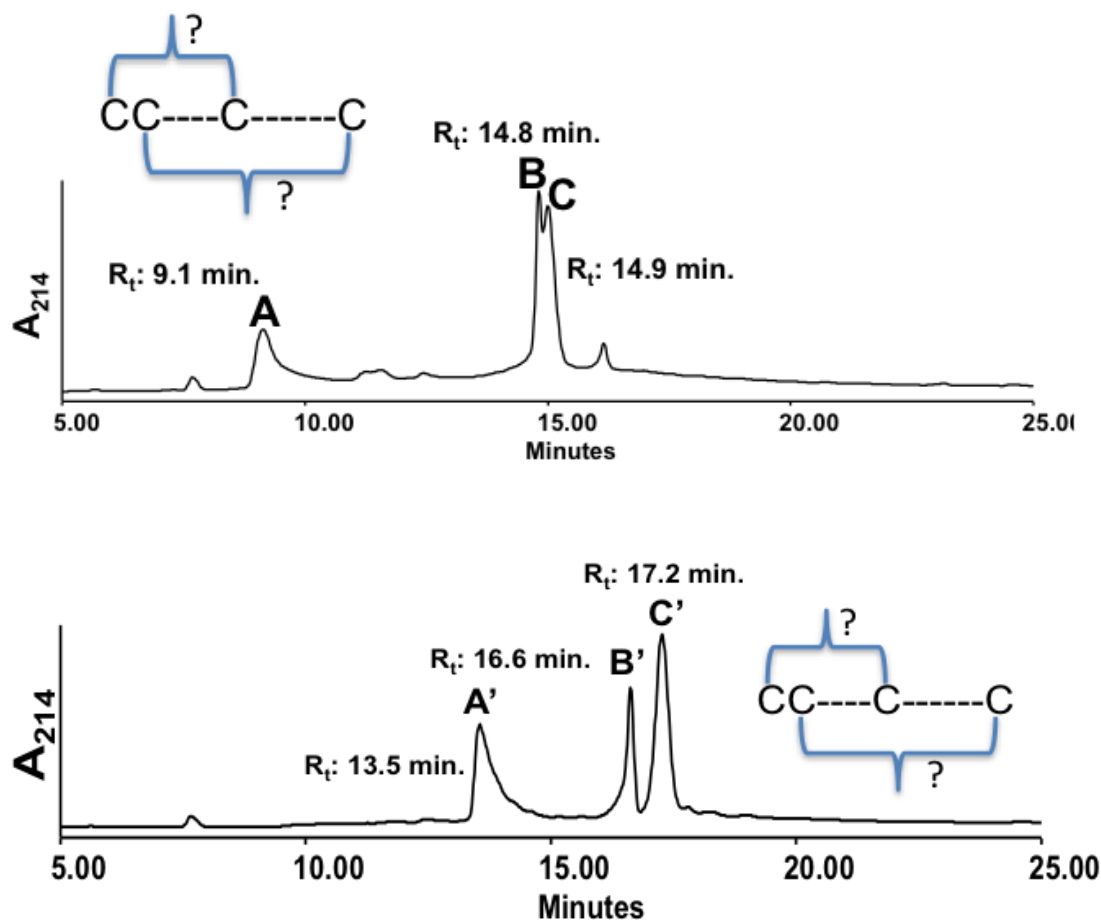 ?
CC----C------C
?
Rt: 14.8 min.
B
C
Rt: 9.1 min.
Rt: 14.9 min.
A
A214
5.00 10.00 15.00 20.00 25.0
Minutes
Rt: 17.2 min.
C’
?
Rt: 16.6 min.
B’
A’
CC----C------C
Rt: 13.5 min.
?
A214
5.00 10.00 15.00 20.00 25.00
Minutes